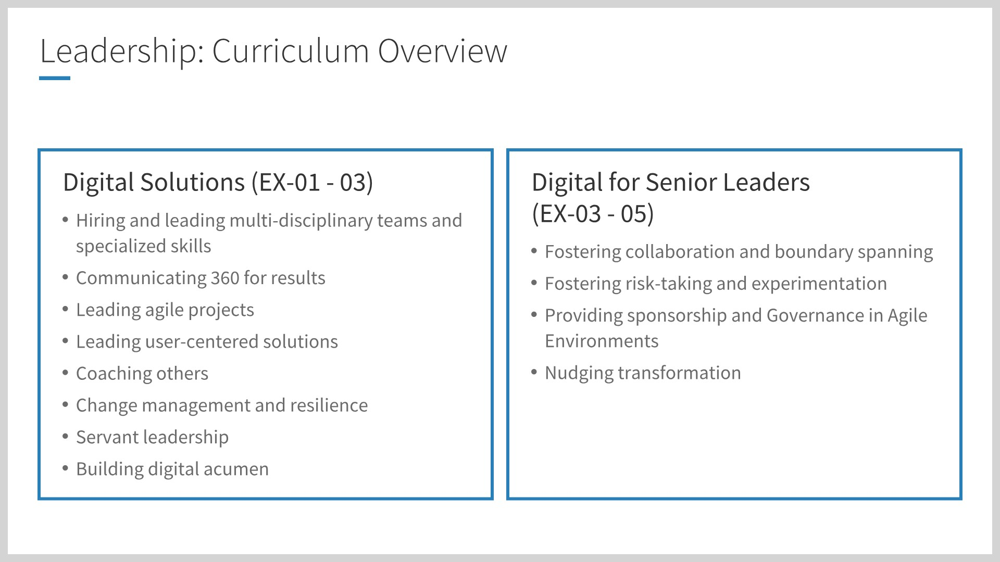 Leadership: Curriculum Overview
Digital Solutions (EX-01 - 03)
• Hiring and leading multi-disciplinary teams and
specialized skills
• Communicating 360 for results
• Leading agile projects
• Leading user-centered solutions
• Coaching others
• Change management and resilience
• Servant leadership
• Building digital acumen
Digital for Senior Leaders
(EX-03 - 05)
• Fostering collaboration and boundary spanning
• Fostering risk-taking and experimentation
• Providing sponsorship and Governance in Agile
Environments
• Nudging transformation